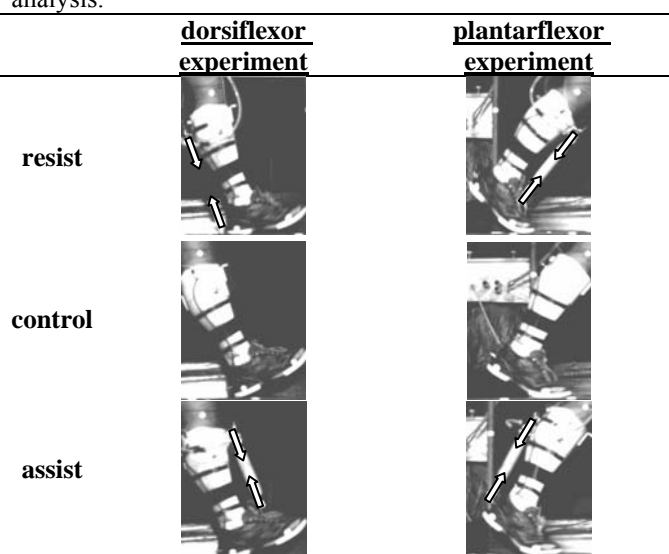 analysis.
dorsiflexor plantarflexor
experiment experiment
resist
control
assist